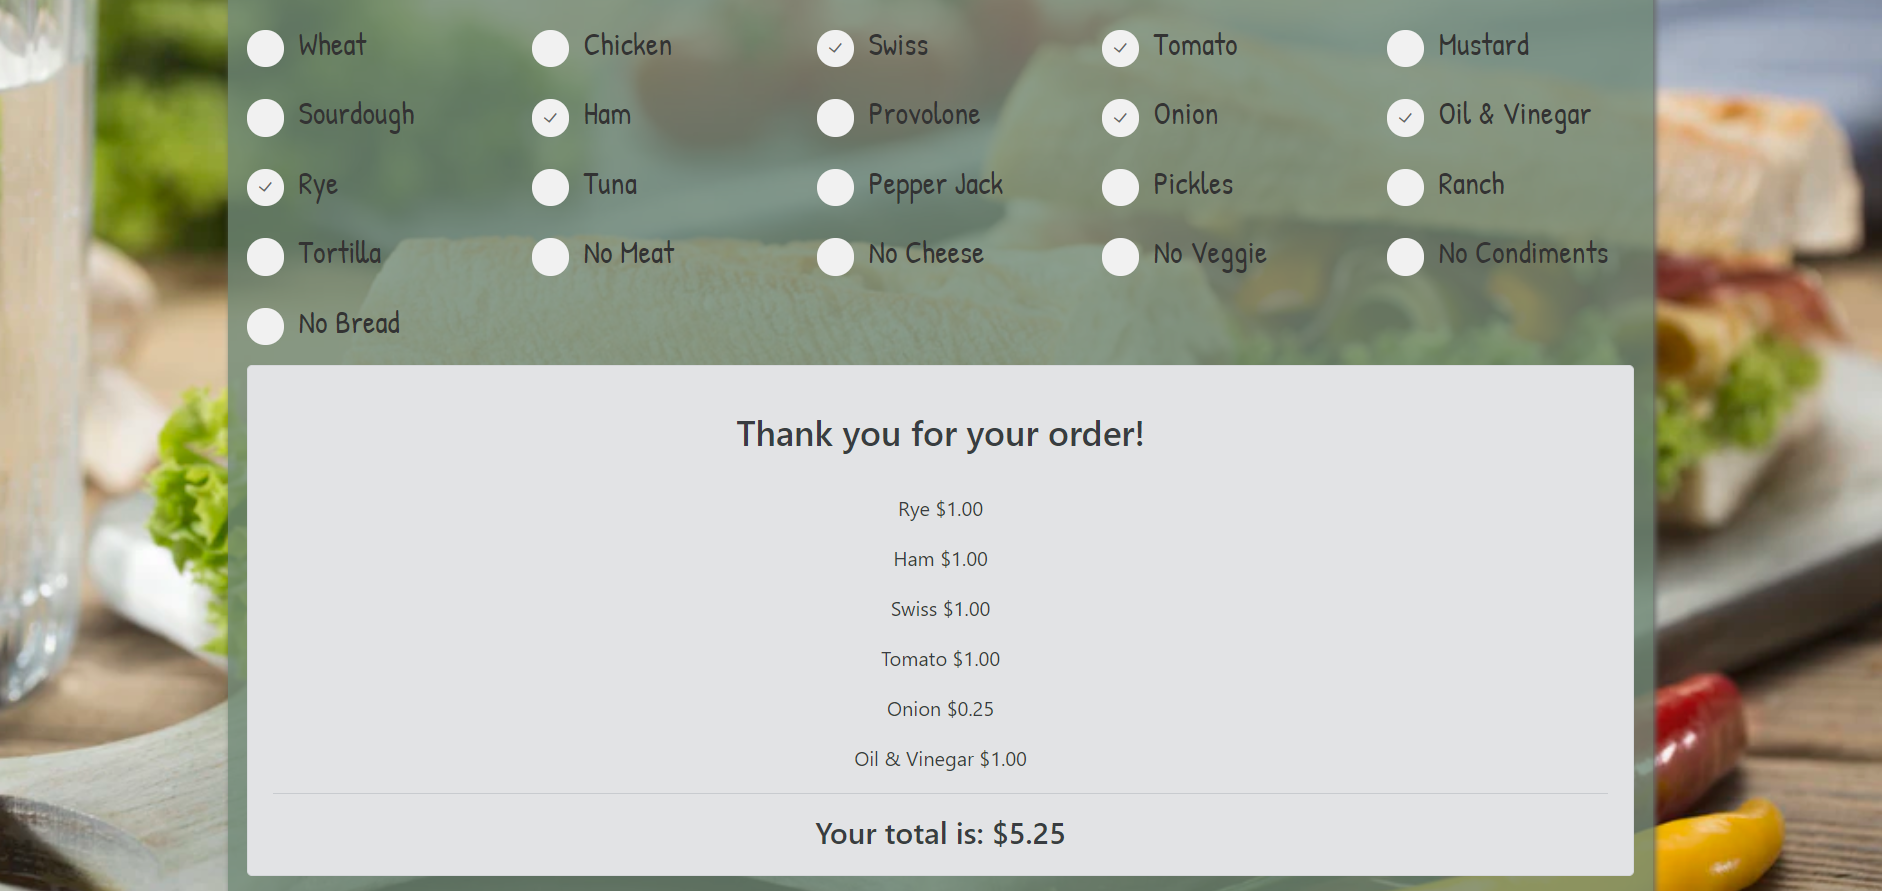 Wheat Chicken Swiss Tomato Mustard
Sourdough Ham Provolone Onion Oil & Vinegar
Rye Tuna Pepper Jack Pickles Ranch
Tortilla No Meat No Cheese No Veggie No Condiments
No Bread
Thank you for your order!
Rye $1.00
Ham $1.00
Swiss $1.00
Tomato $1.00
Onion $0.25
Oil & Vinegar $1.00
Your total is: $5.25